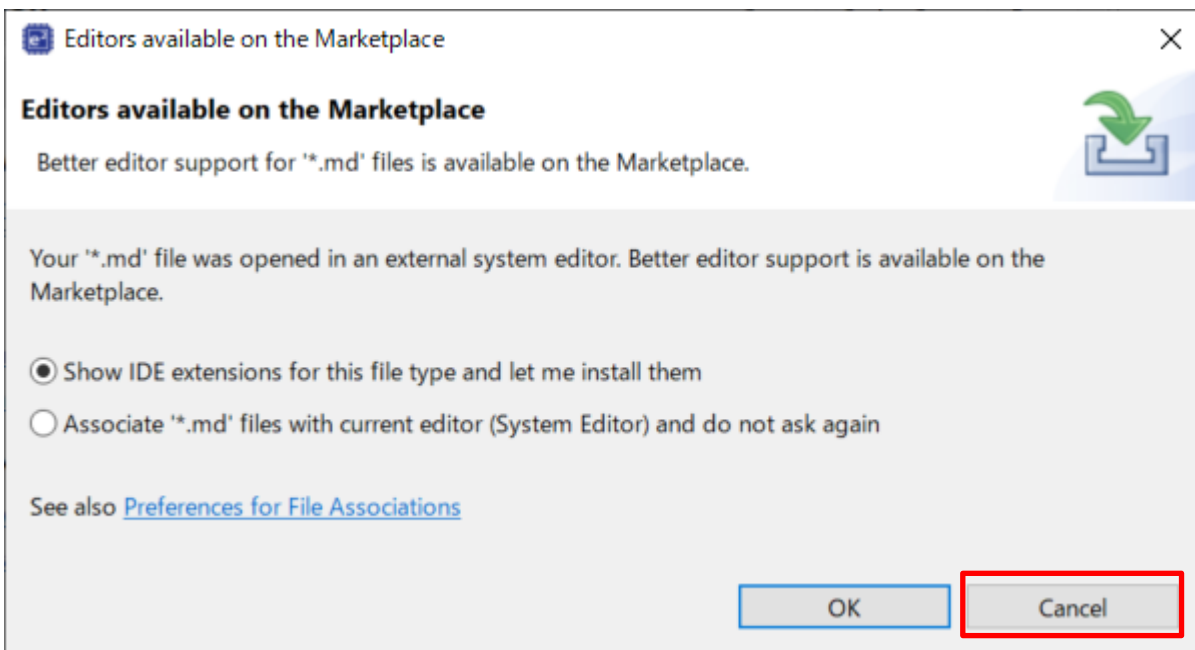 Editors available on the Marketplace
Editors available on the Marketplace
Better editor support for '*.md' files is available on the Marketplace.
Your '*.md' file was opened in an external system editor. Better editor support is available on the
Marketplace.
Show IDE extensions for this file type and let me install them
Associate '*.md' files with current editor (System Editor) and do not ask again
See also Preferences for File Associations
OK
Cancel